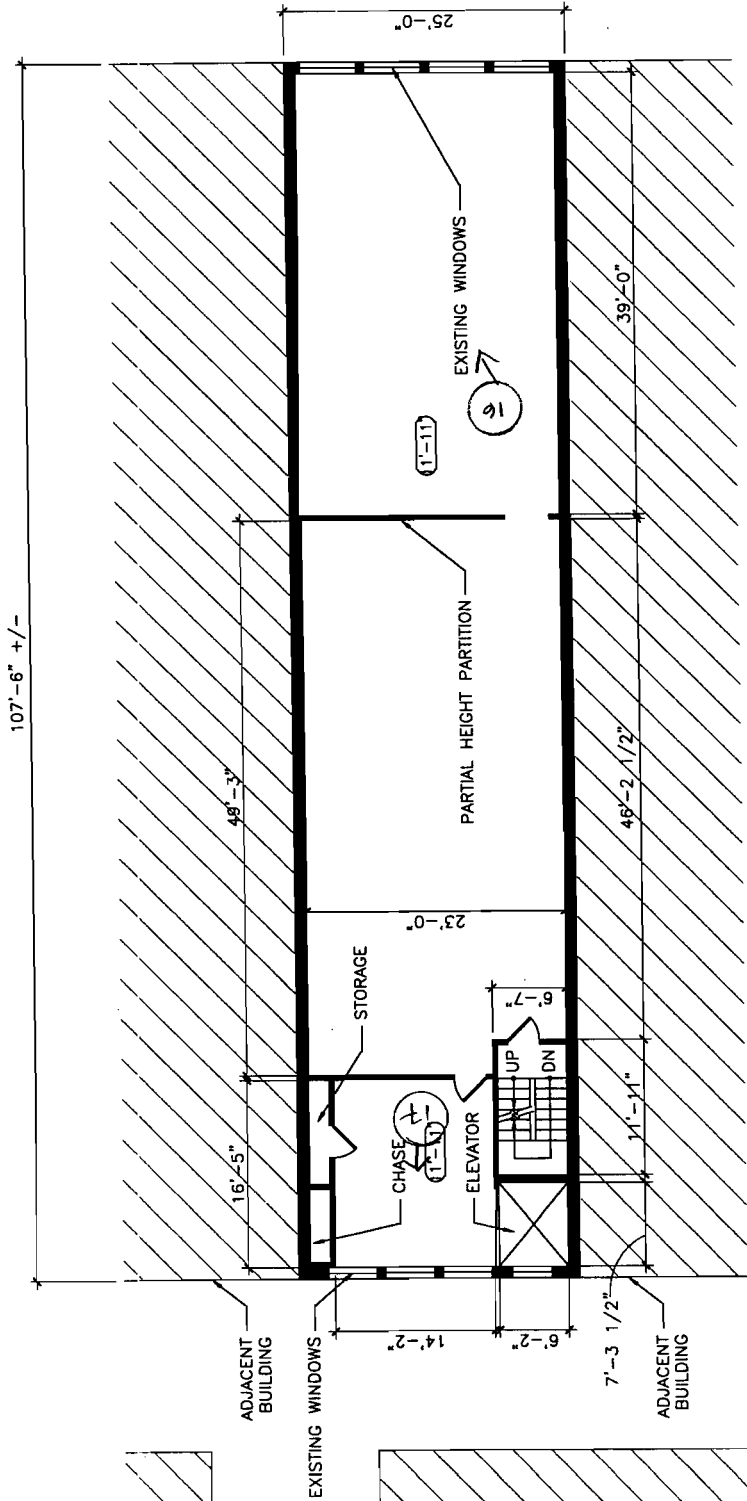 107'-6" +/-
25'-0"
EXISTING WINDOWS
16
1'-11"
39'-0"
PARTIAL HEIGHT PARTITION
46'-2 1/2"
23'-0"
STORAGE
6'-7"
UP
DN
11'-11"
16'-5"
CHASE
17
ELEVATOR
ADJACENT
BUILDING
EXISTING WINDOWS
14'-2"
6'-2"
7'-3 1/2"
ADJACENT
BUILDING